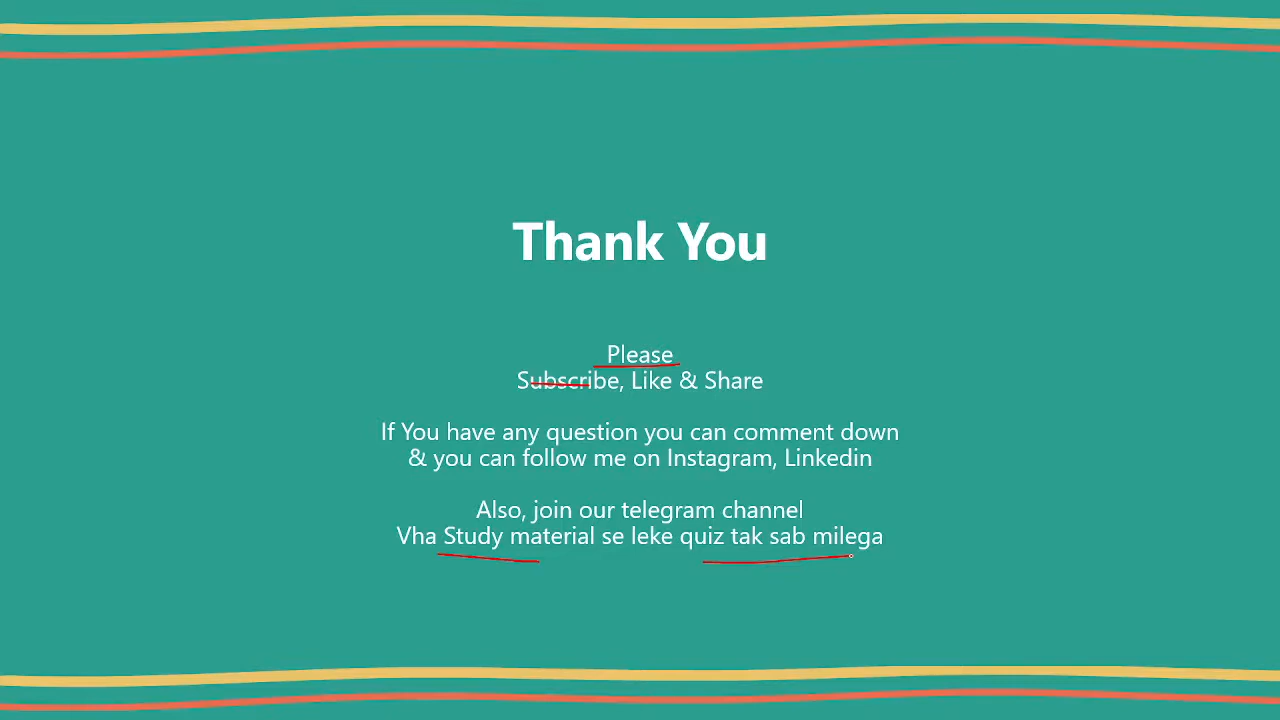 Thank You
Please
Subscribe, Like & Share
If You have any question you can comment down
& you can follow me on Instagram, Linkedin
Also, join our telegram channel
Vha Study material se leke quiz tak sab milega